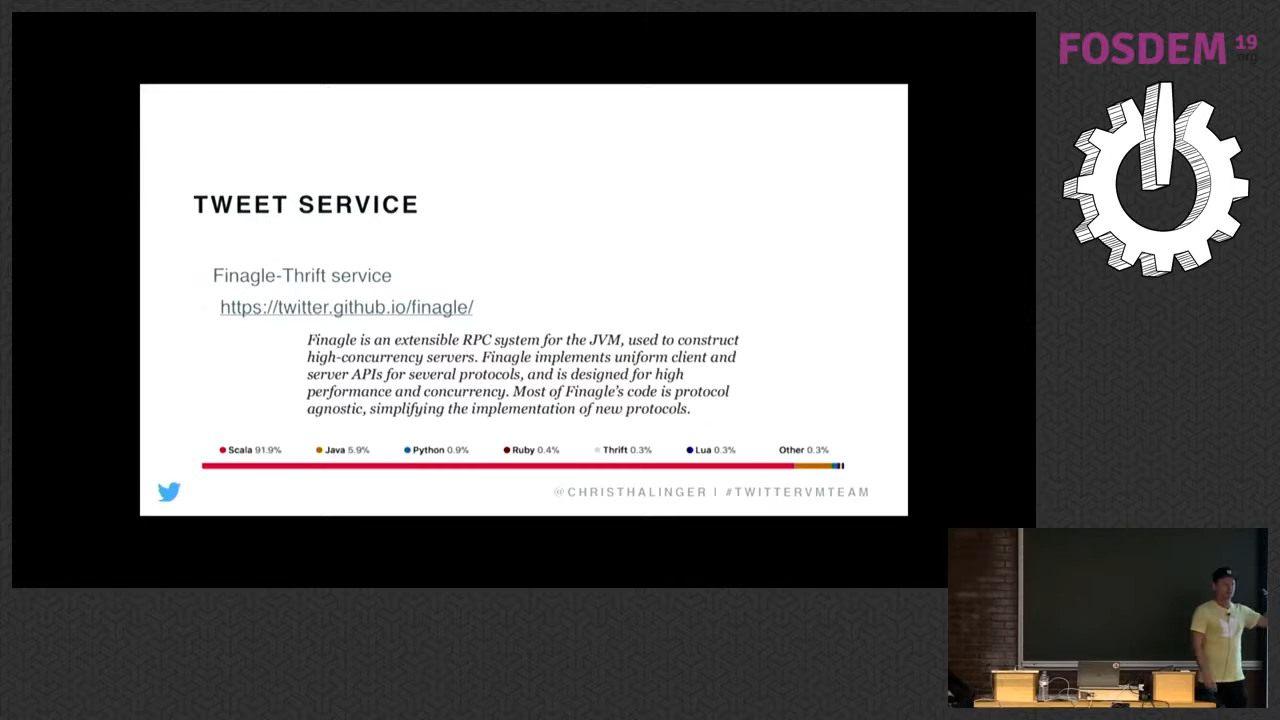 FOSDEM 19
.org
TWEET SERVICE
Finagle-Thrift service
https://twitter.github.io/finagle/
Finagle is an extensible RPC system for the JVM, used to construct
high-concurrency servers. Finagle implements uniform client and
server APIs for several protocols, and is designed for high
performance and concurrency. Most of Finagle's code is protocol
agnostic, simplifying the implementation of new protocols.
Scala 91.9% Java 5.9% Python 0.9% Ruby 0.4% Thrift 0.3% Lua 0.3% Other 0.3%
@CHRISTHALINGER | #TWITTERVMTEAM